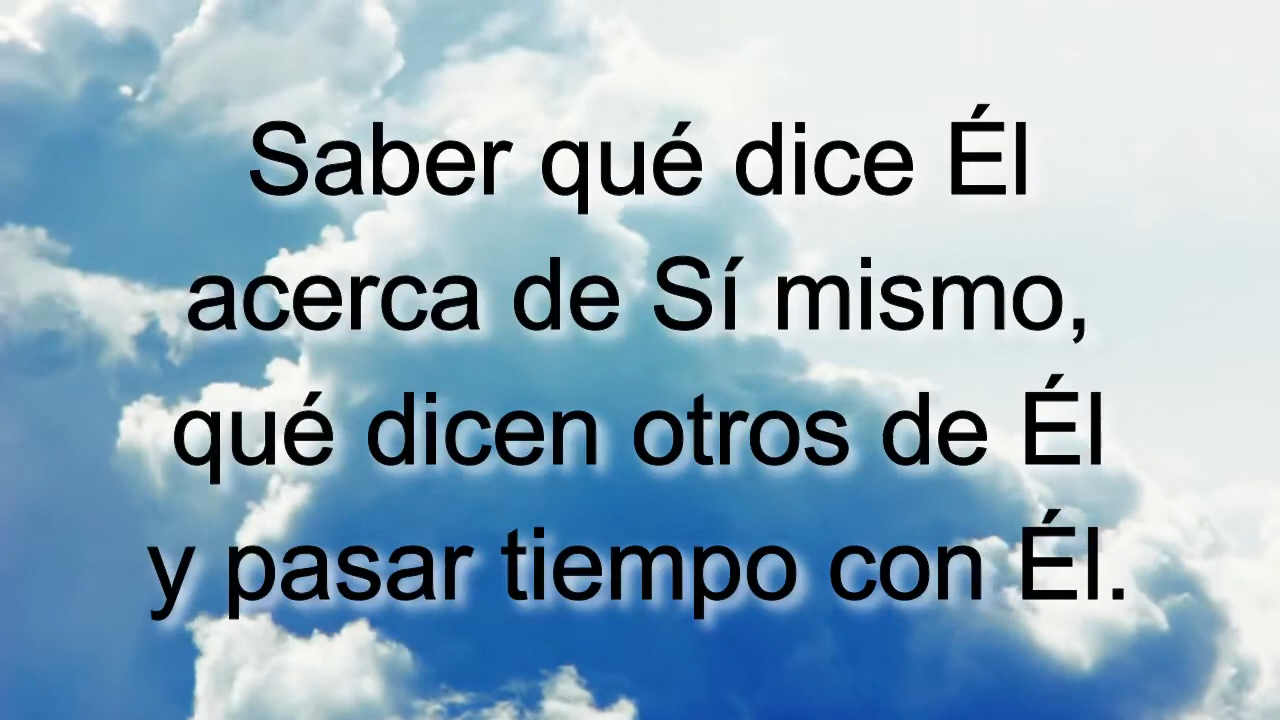 Saber qué dice Él
acerca de Sí mismo,
qué dicen otros de Él
y pasar tiempo con Él.